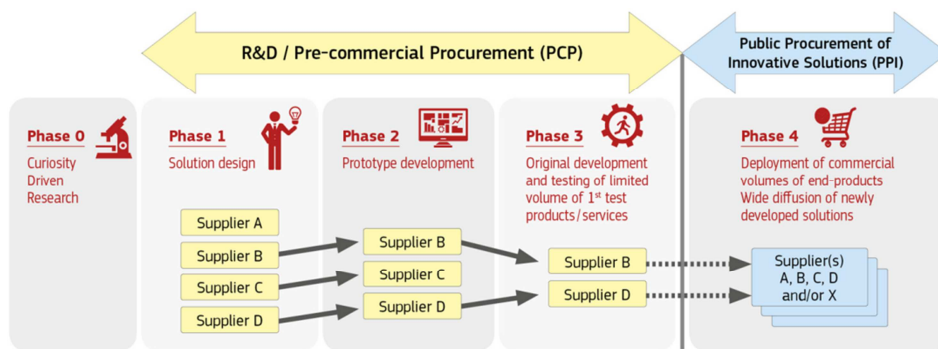 R&D / Pre-commercial Procurement (PCP)
Public Procurement of
Innovative Solutions (PPI)
Phase 0
Curiosity
Driven
Research
Phase 1
Solution design
Supplier A
Supplier B
Supplier C
Supplier D
Phase 2
Prototype development
Supplier B
Supplier C
Supplier D
Phase 3
Original development
and testing of limited
volume of 1st test
products/services
Supplier B
Supplier D
Phase 4
Deployment of commercial
volumes of end-products
Wide diffusion of newly
developed solutions
Supplier(s)
A, B, C, D
and/or X